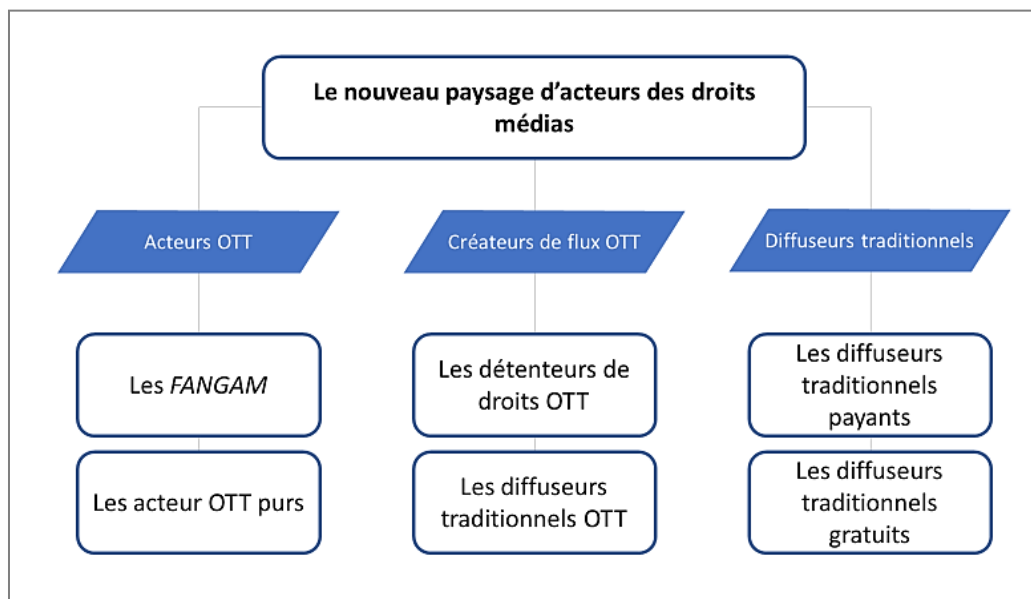 Le nouveau paysage d'acteurs des droits
médias
Acteurs OTT
Créateurs de flux OTT
Diffuseurs traditionnels
Les FANGAM
Les détenteurs de
droits OTT
Les diffuseurs
traditionnels
payants
Les acteur OTT purs
Les diffuseurs
traditionnels OTT
Les diffuseurs
traditionnels
gratuits